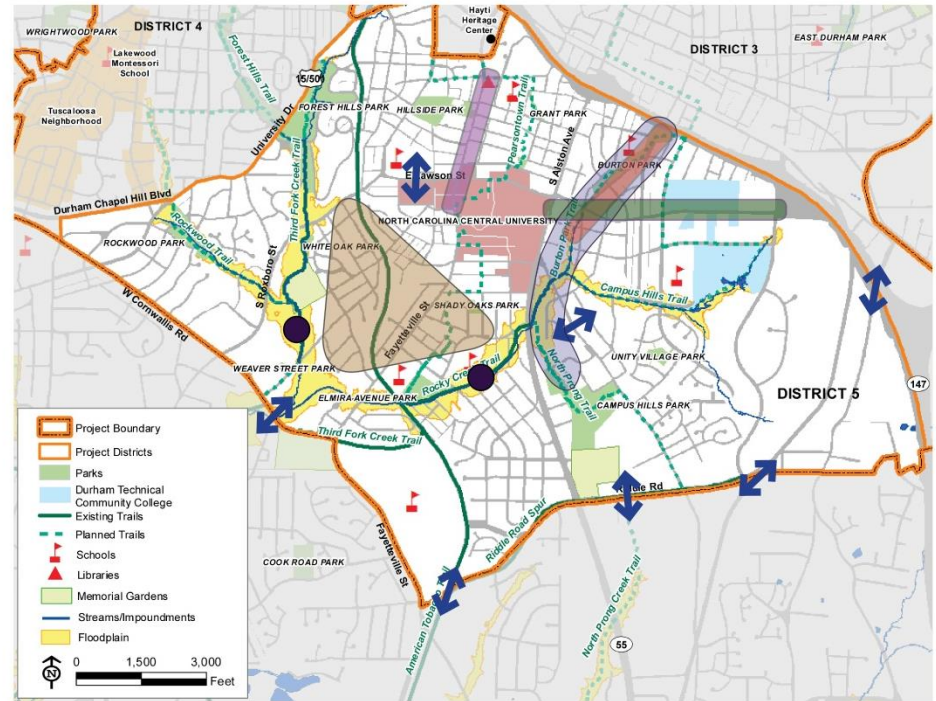 Hayti
Heritage
Center
DISTRICT 4
WRIGHTWOOD PARK
Lakewood
Montessori
School
Forest Hills Trail
DISTRICT 3
EAST DURHAM PARK
15/501
Tuscaloosa
Neighborhood
University Dr
FOREST HILLS PARK
HILLSIDE PARK
Pearsontown Trail
GRANT PARK
S Alston Ave
BURTON PARK
Durham Chapel Hill Blvd
Third Fork Creek Trail
E Lawson St
NORTH CAROLINA CENTRAL UNIVERSITY
Burton Park Trail
ROCKWOOD PARK
Rockwood Trail
S Roxboro St
WHITE OAK PARK
Fayetteville St
SHADY OAKS PARK
Campus Hills Trail
W Cornwallis Rd
WEAVER STREET PARK
Rocky Creek Trail
North Prong Trail
UNITY VILLAGE PARK
ELMIRA AVENUE PARK
CAMPUS HILLS PARK
DISTRICT 5
147
Third Fork Creek Trail
Fayetteville St
Riddle Road Spur
Rd
COOK ROAD PARK
American Tobacco
North Prong Creek Trail
55
Project Boundary
Project Districts
Parks
Durham Technical
Community College
Existing Trails
Planned Trails
Schools
Libraries
Memorial Gardens
Streams/Impoundments
Floodplain
N
0 1,500 3,000
Feet